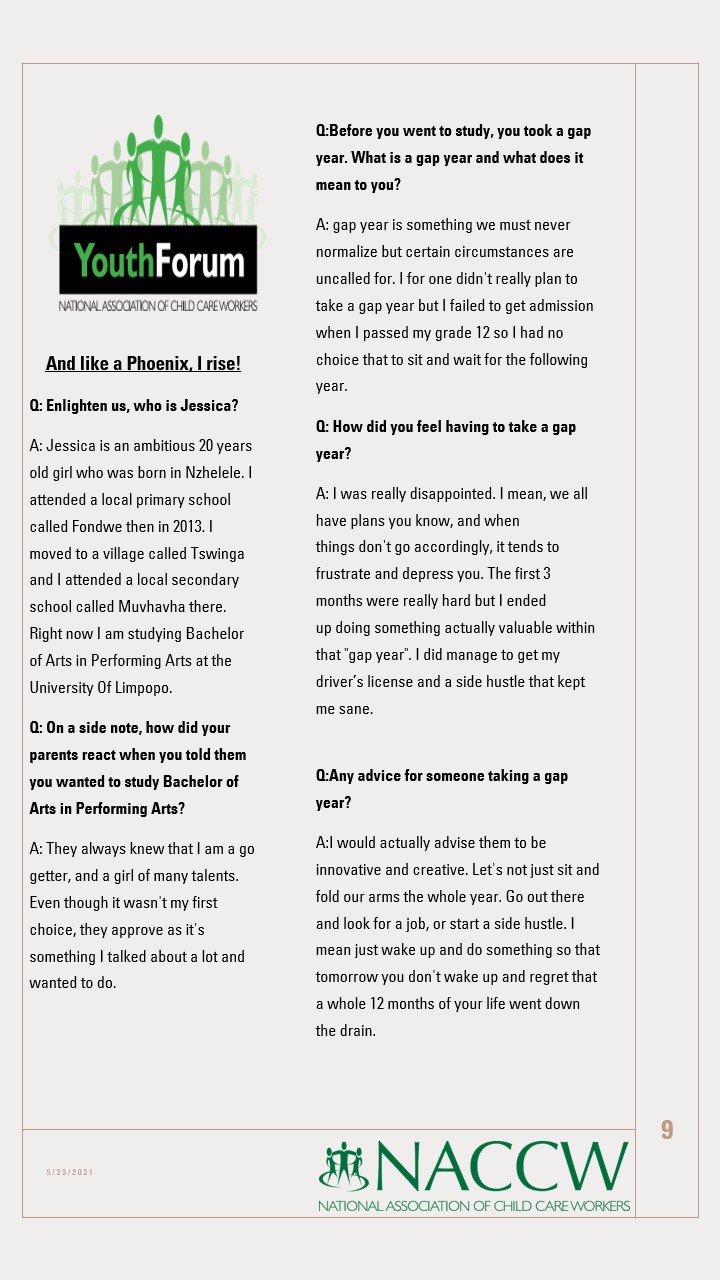 YouthForum
NATIONAL ASSOCIATION OF CHILD CARE WORKERS
And like a Phoenix, I rise!
Q: Enlighten us, who is Jessica?
A: Jessica is an ambitious 20 years
old girl who was born in Nzhelele. I
attended a local primary school
called Fondwe then in 2013. I
moved to a village called Tswinga
and I attended a local secondary
school called Muvhavha there.
Right now I am studying Bachelor
of Arts in Performing Arts at the
University Of Limpopo.
Q: On a side note, how did your
parents react when you told them
you wanted to study Bachelor of
Arts in Performing Arts?
A: They always knew that I am a go
getter, and a girl of many talents.
Even though it wasn't my first
choice, they approve as it's
something I talked about a lot and
wanted to do.
Q:Before you went to study, you took a gap
year. What is a gap year and what does it
mean to you?
A: gap year is something we must never
normalize but certain circumstances are
uncalled for. I for one didn't really plan to
take a gap year but I failed to get admission
when I passed my grade 12 so I had no
choice that to sit and wait for the following
year.
Q: How did you feel having to take a gap
year?
A: I was really disappointed. I mean, we all
have plans you know, and when
things don't go accordingly, it tends to
frustrate and depress you. The first 3
months were really hard but I ended
up doing something actually valuable within
that "gap year". I did manage to get my
driver’s license and a side hustle that kept
me sane.
Q:Any advice for someone taking a gap
year?
A:I would actually advise them to be
innovative and creative. Let's not just sit and
fold our arms the whole year. Go out there
and look for a job, or start a side hustle. I
mean just wake up and do something so that
tomorrow you don't wake up and regret that
a whole 12 months of your life went down
the drain.
9
5/23/2021
NACCW
NATIONAL ASSOCIATION OF CHILD CARE WORKERS